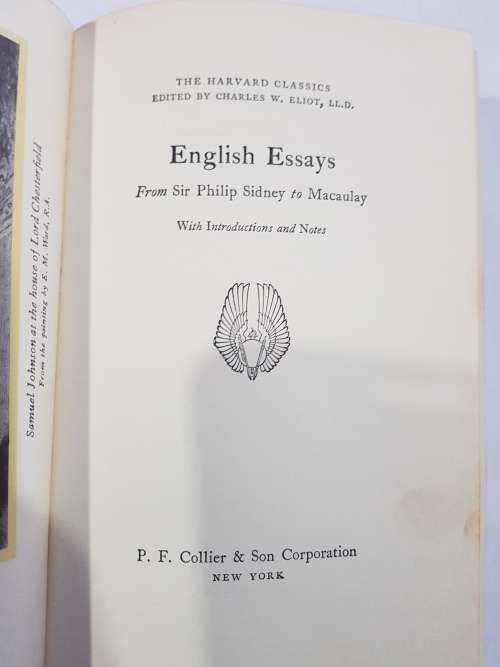 Samuel Johnson at the house of Lord Chesterfield
From the painting by E. M. Ward, R.A.
THE HARVARD CLASSICS
EDITED BY CHARLES W. ELIOT, LL.D.
English Essays
From Sir Philip Sidney to Macaulay
With Introductions and Notes
P. F. Collier & Son Corporation
NEW YORK